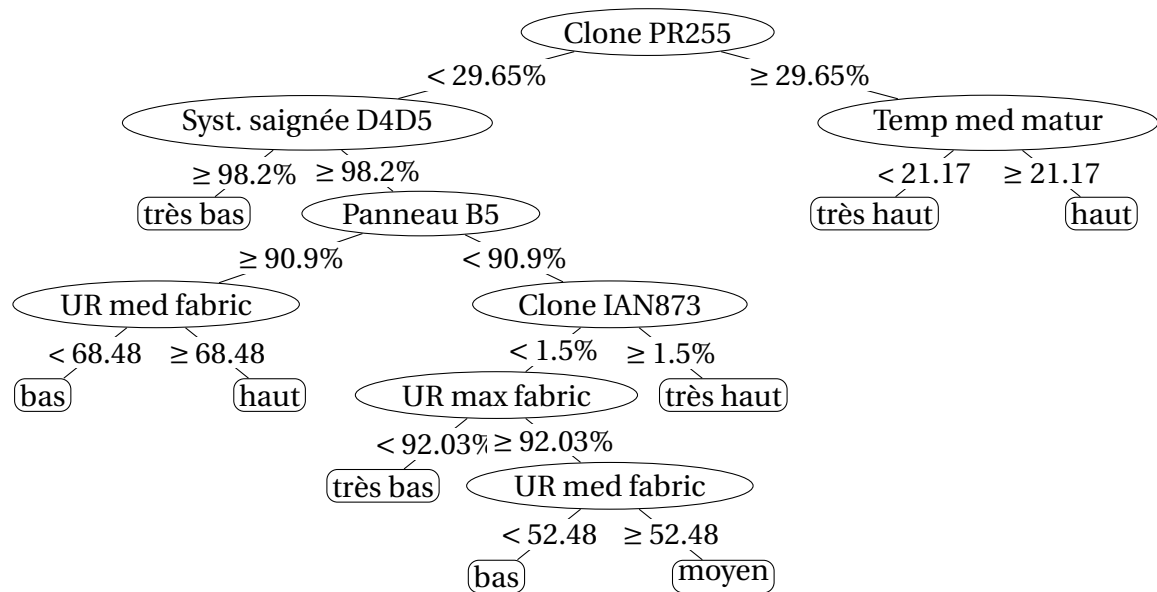 Clone PR255
< 29.65% ≥ 29.65%
Syst. saignée D4D5 Temp med matur
≥ 98.2% ≥ 98.2% < 21.17 ≥ 21.17
très bas Panneau B5 très haut haut
≥ 90.9% < 90.9%
UR med fabric Clone IAN873
< 68.48 ≥ 68.48 < 1.5% ≥ 1.5%
bas haut UR max fabric très haut
< 92.03% ≥ 92.03%
très bas UR med fabric
< 52.48 ≥ 52.48
bas moyen